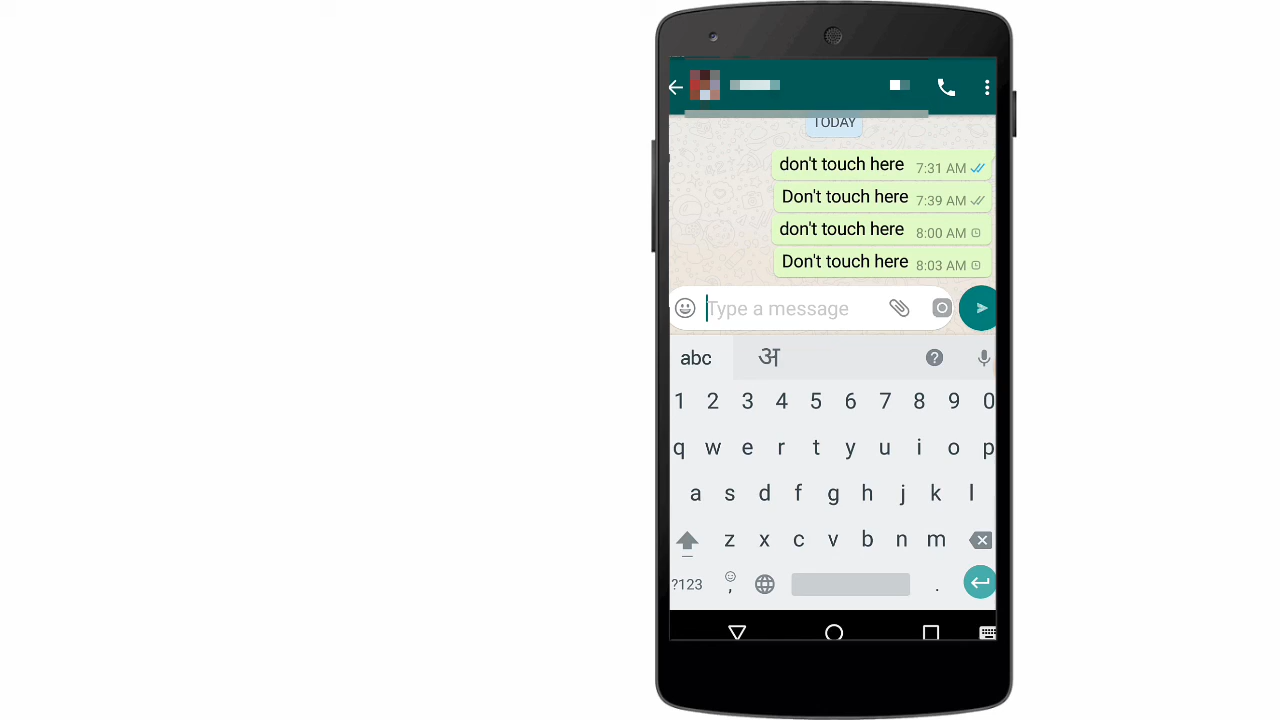 TODAY
don't touch here 7:31 AM
Don't touch here 7:39 AM
don't touch here 8:00 AM
Don't touch here 8:03 AM
Type a message
abc अ ?
1 2 3 4 5 6 7 8 9 0
q w e r t y u i o p
a s d f g h j k l
z x c v b n m
?123 , .